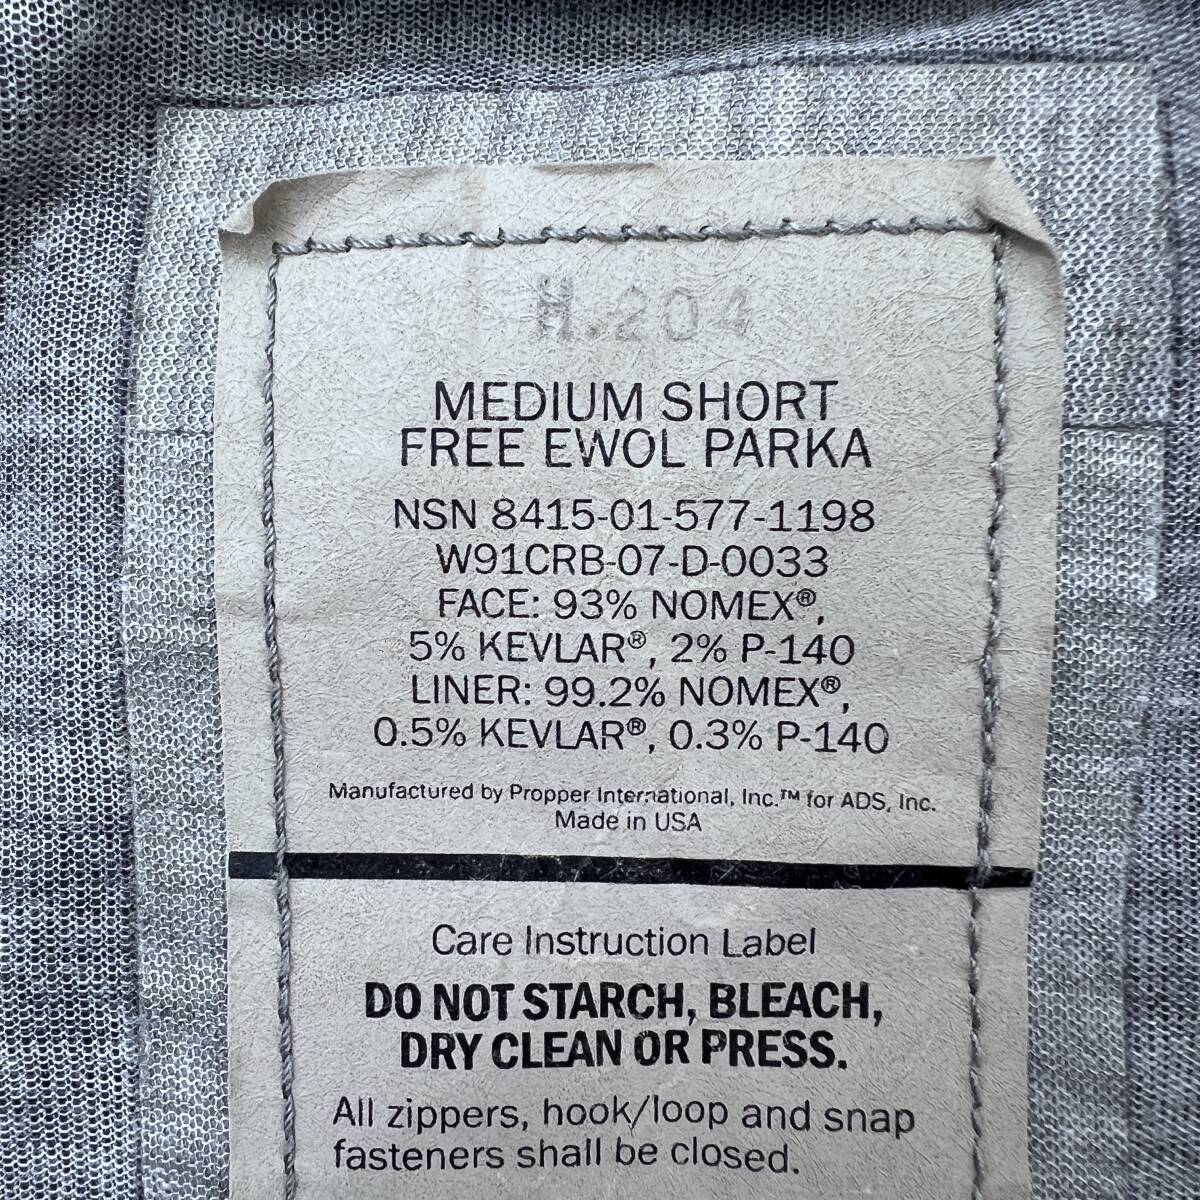 H.204
MEDIUM SHORT
FREE EWOL PARKA
NSN 8415-01-577-1198
W91CRB-07-D-0033
FACE: 93% NOMEX®,
5% KEVLAR®, 2% P-140
LINER: 99.2% NOMEX®,
0.5% KEVLAR®, 0.3% P-140
Manufactured by Propper International, Inc.™ for ADS, Inc.
Made in USA
Care Instruction Label
DO NOT STARCH, BLEACH,
DRY CLEAN OR PRESS.
All zippers, hook/loop and snap
fasteners shall be closed.